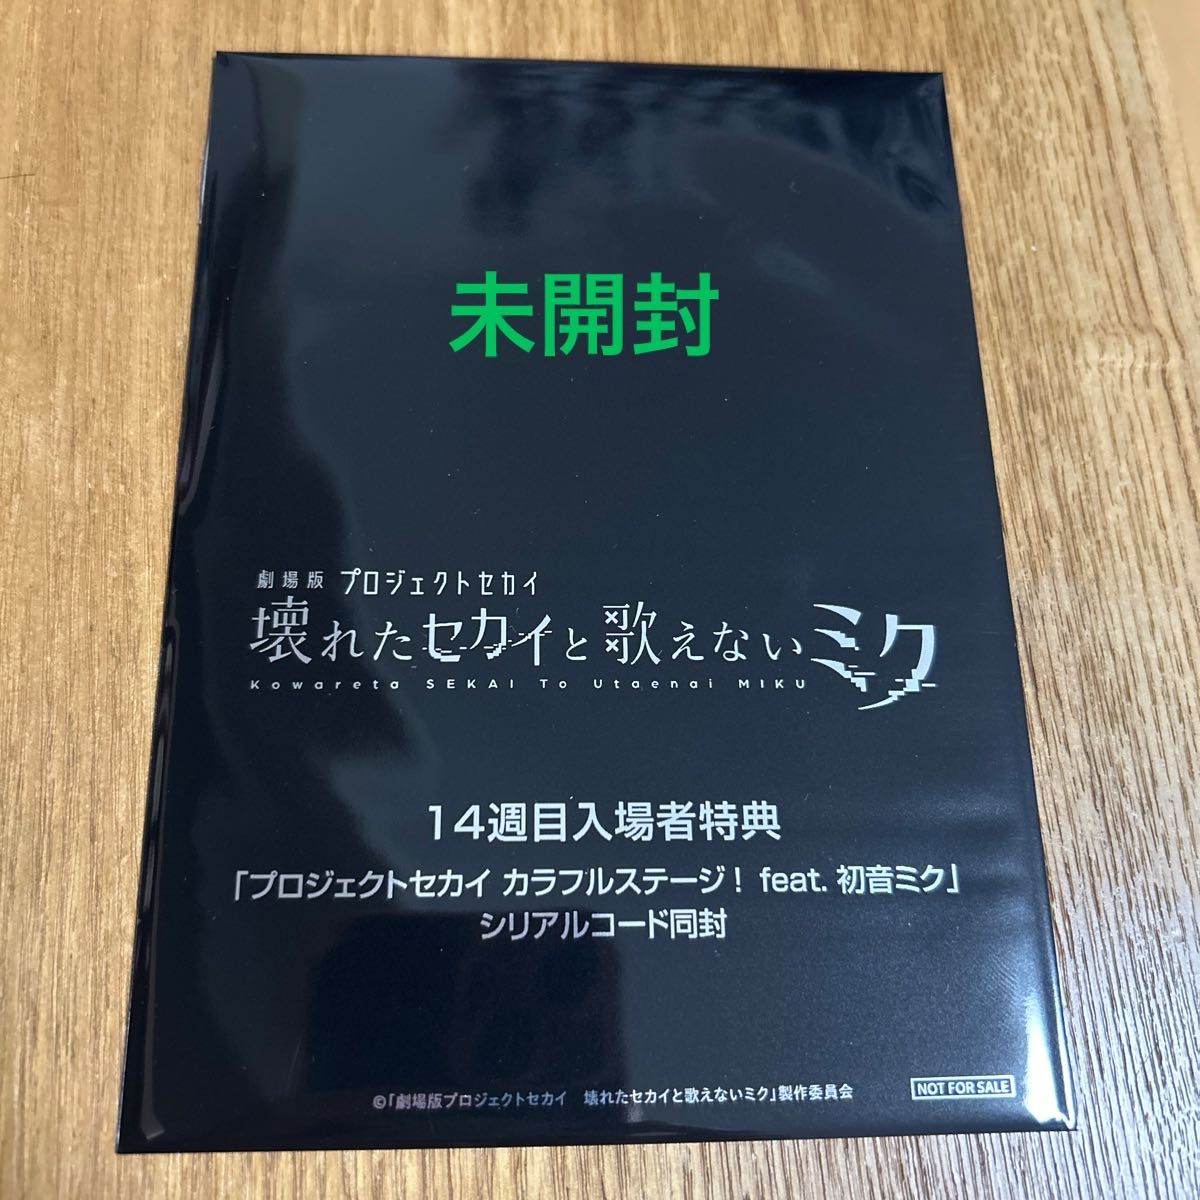 未開封
劇場版 プロジェクトセカイ
壊れたセカイと歌えないミク
Kowareta SEKAI To Utaenai MIKU
14週目入場者特典
「プロジェクトセカイ カラフルステージ! feat. 初音ミク」
シリアルコード同封
©「劇場版プロジェクトセカイ 壊れたセカイと歌えないミク」製作委員会
NOT FOR SALE